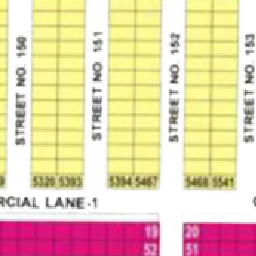 STREET NO. 150
STREET NO. 151
STREET NO. 152
STREET NO. 153
9 5320 5393 5394 5467 5468 5541
RCIAL LANE-1
19 20
52 51